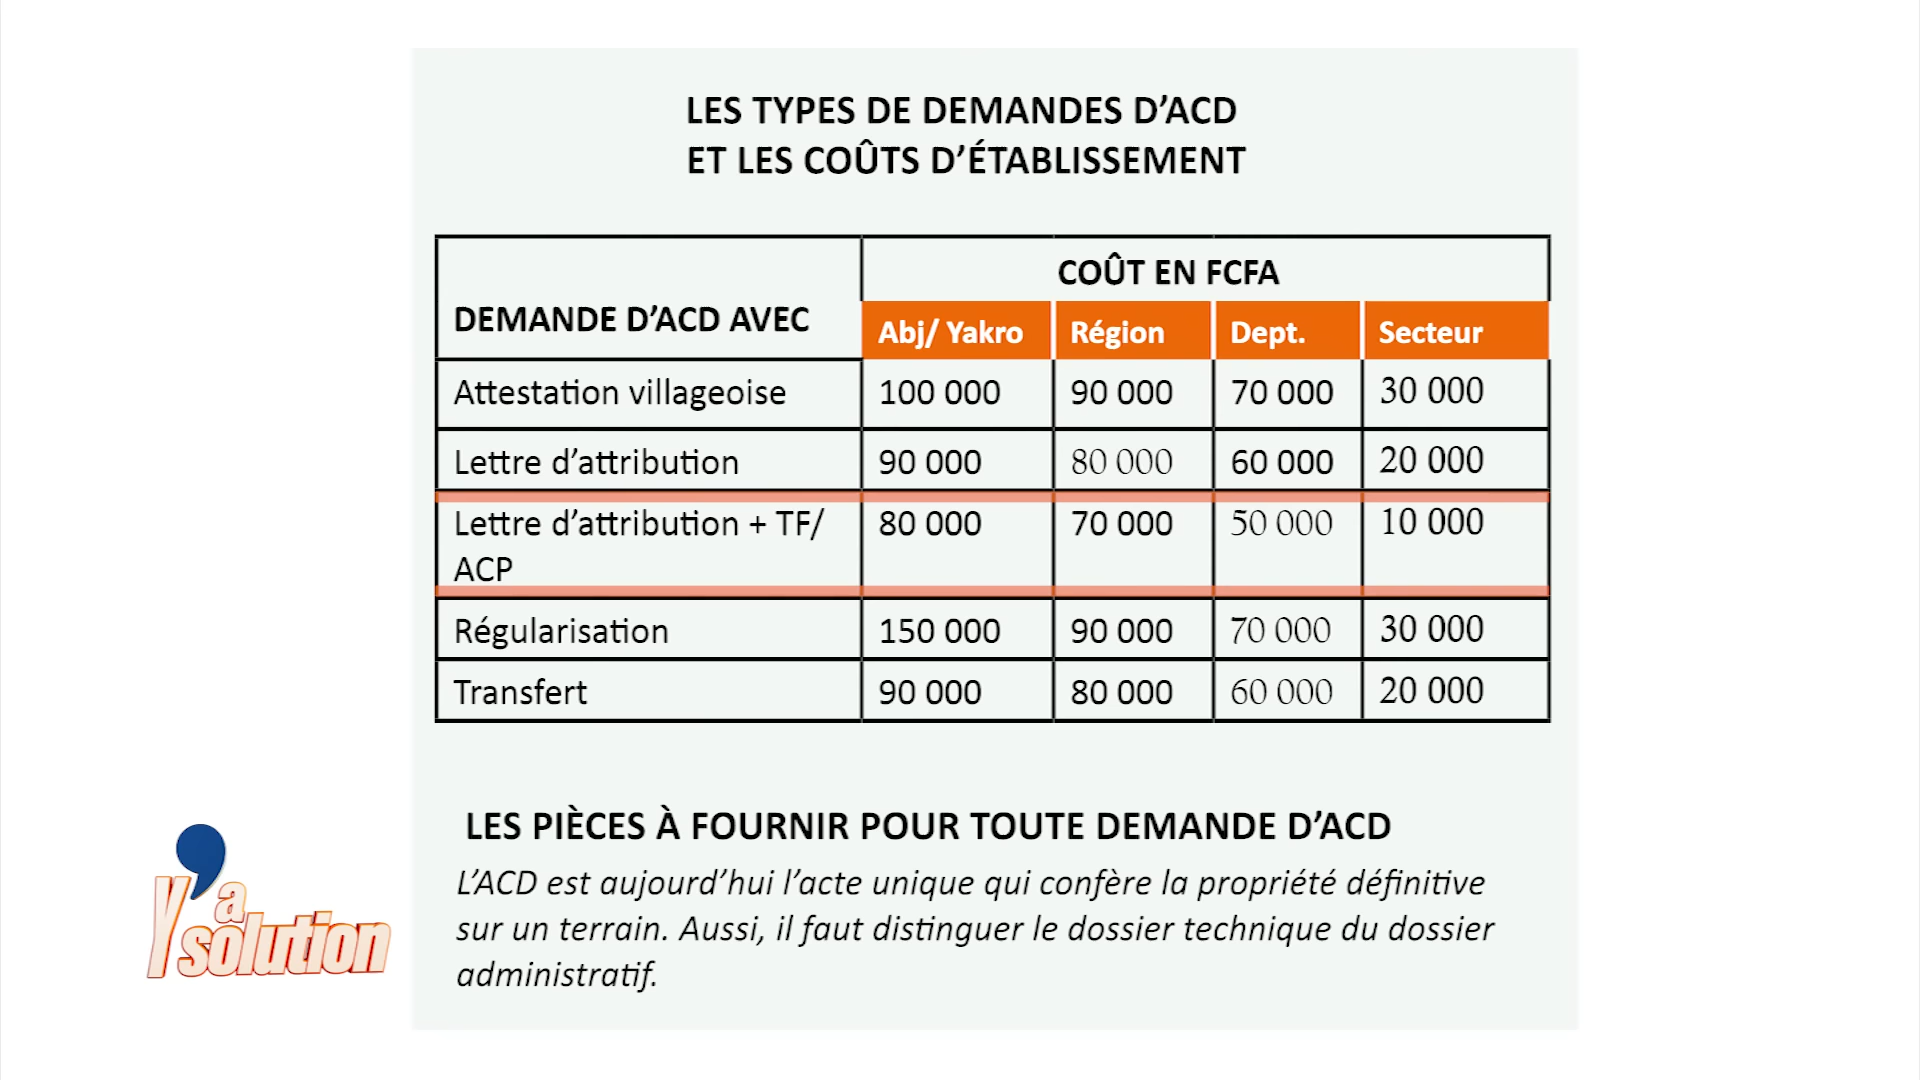 LES TYPES DE DEMANDES D’ACD
ET LES COÛTS D’ÉTABLISSEMENT
DEMANDE D’ACD AVEC
COÛT EN FCFA
Abj/ Yakro Région Dept. Secteur
Attestation villageoise 100 000 90 000 70 000 30 000
Lettre d’attribution 90 000 80 000 60 000 20 000
Lettre d’attribution + TF/ 80 000 70 000 50 000 10 000
ACP
Régularisation 150 000 90 000 70 000 30 000
Transfert 90 000 80 000 60 000 20 000
LES PIÈCES À FOURNIR POUR TOUTE DEMANDE D’ACD
L’ACD est aujourd’hui l’acte unique qui confère la propriété définitive
sur un terrain. Aussi, il faut distinguer le dossier technique du dossier
administratif.
Y’a
solution